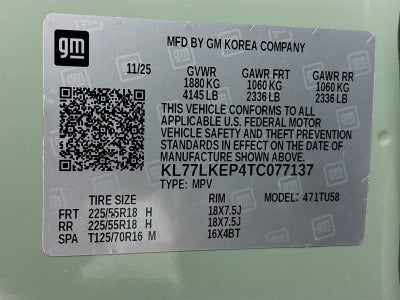 gm
MFD BY GM KOREA COMPANY
11/25 GVWR GAWR FRT GAWR RR
1880 KG 1060 KG 1060 KG
4145 LB 2336 LB 2336 LB
THIS VEHICLE CONFORMS TO ALL
APPLICABLE U.S. FEDERAL MOTOR
VEHICLE SAFETY AND THEFT PREVENTION
STANDARDS IN EFFECT ON THE DATE OF
MANUFACTURE SHOWN ABOVE.
KL77LKEP4TC077137
TYPE: MPV MODEL: 471TU58
TIRE SIZE RIM
FRT 225/55R18 H 18X7.5J
RR 225/55R18 H 18X7.5J
SPA T125/70R16 M 16X4BT